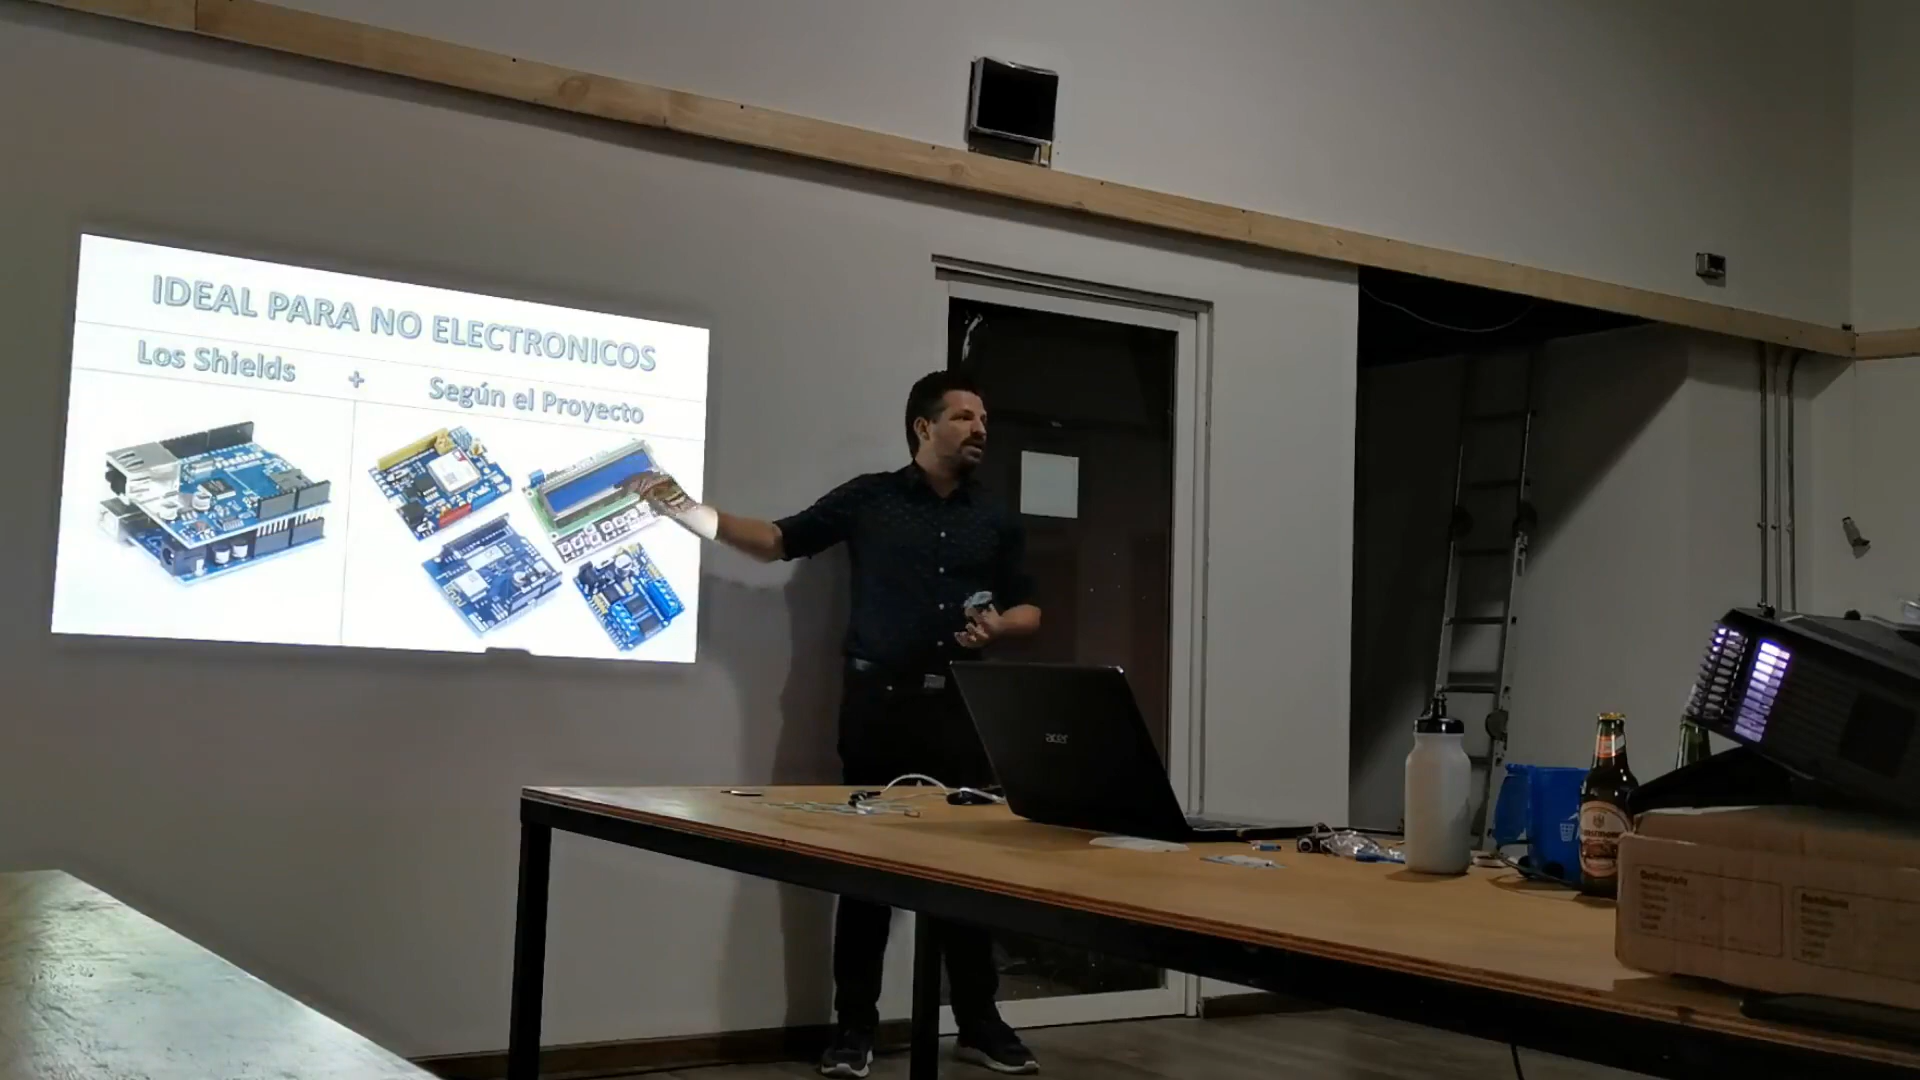 IDEAL PARA NO ELECTRONICOS
Los Shields + Según el Proyecto
acer